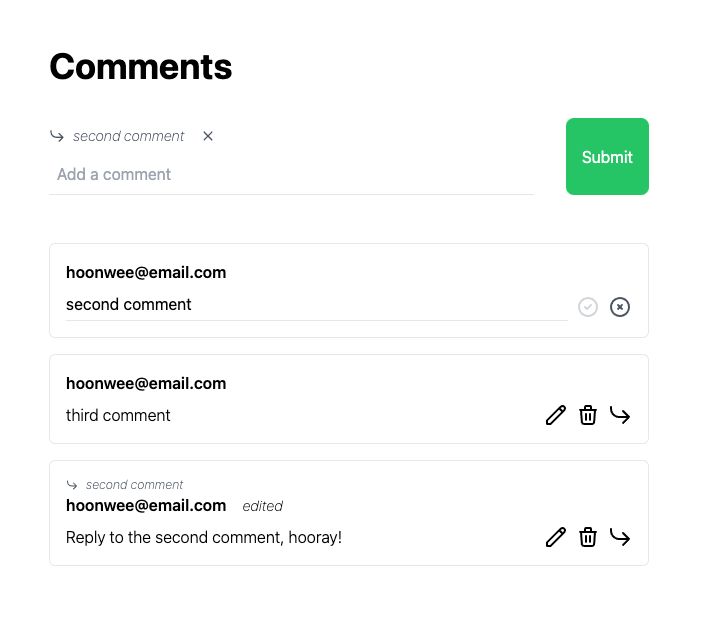 Comments
second comment
Add a comment
Submit
hoonwee@email.com
second comment
hoonwee@email.com
third comment
second comment
hoonwee@email.com edited
Reply to the second comment, hooray!